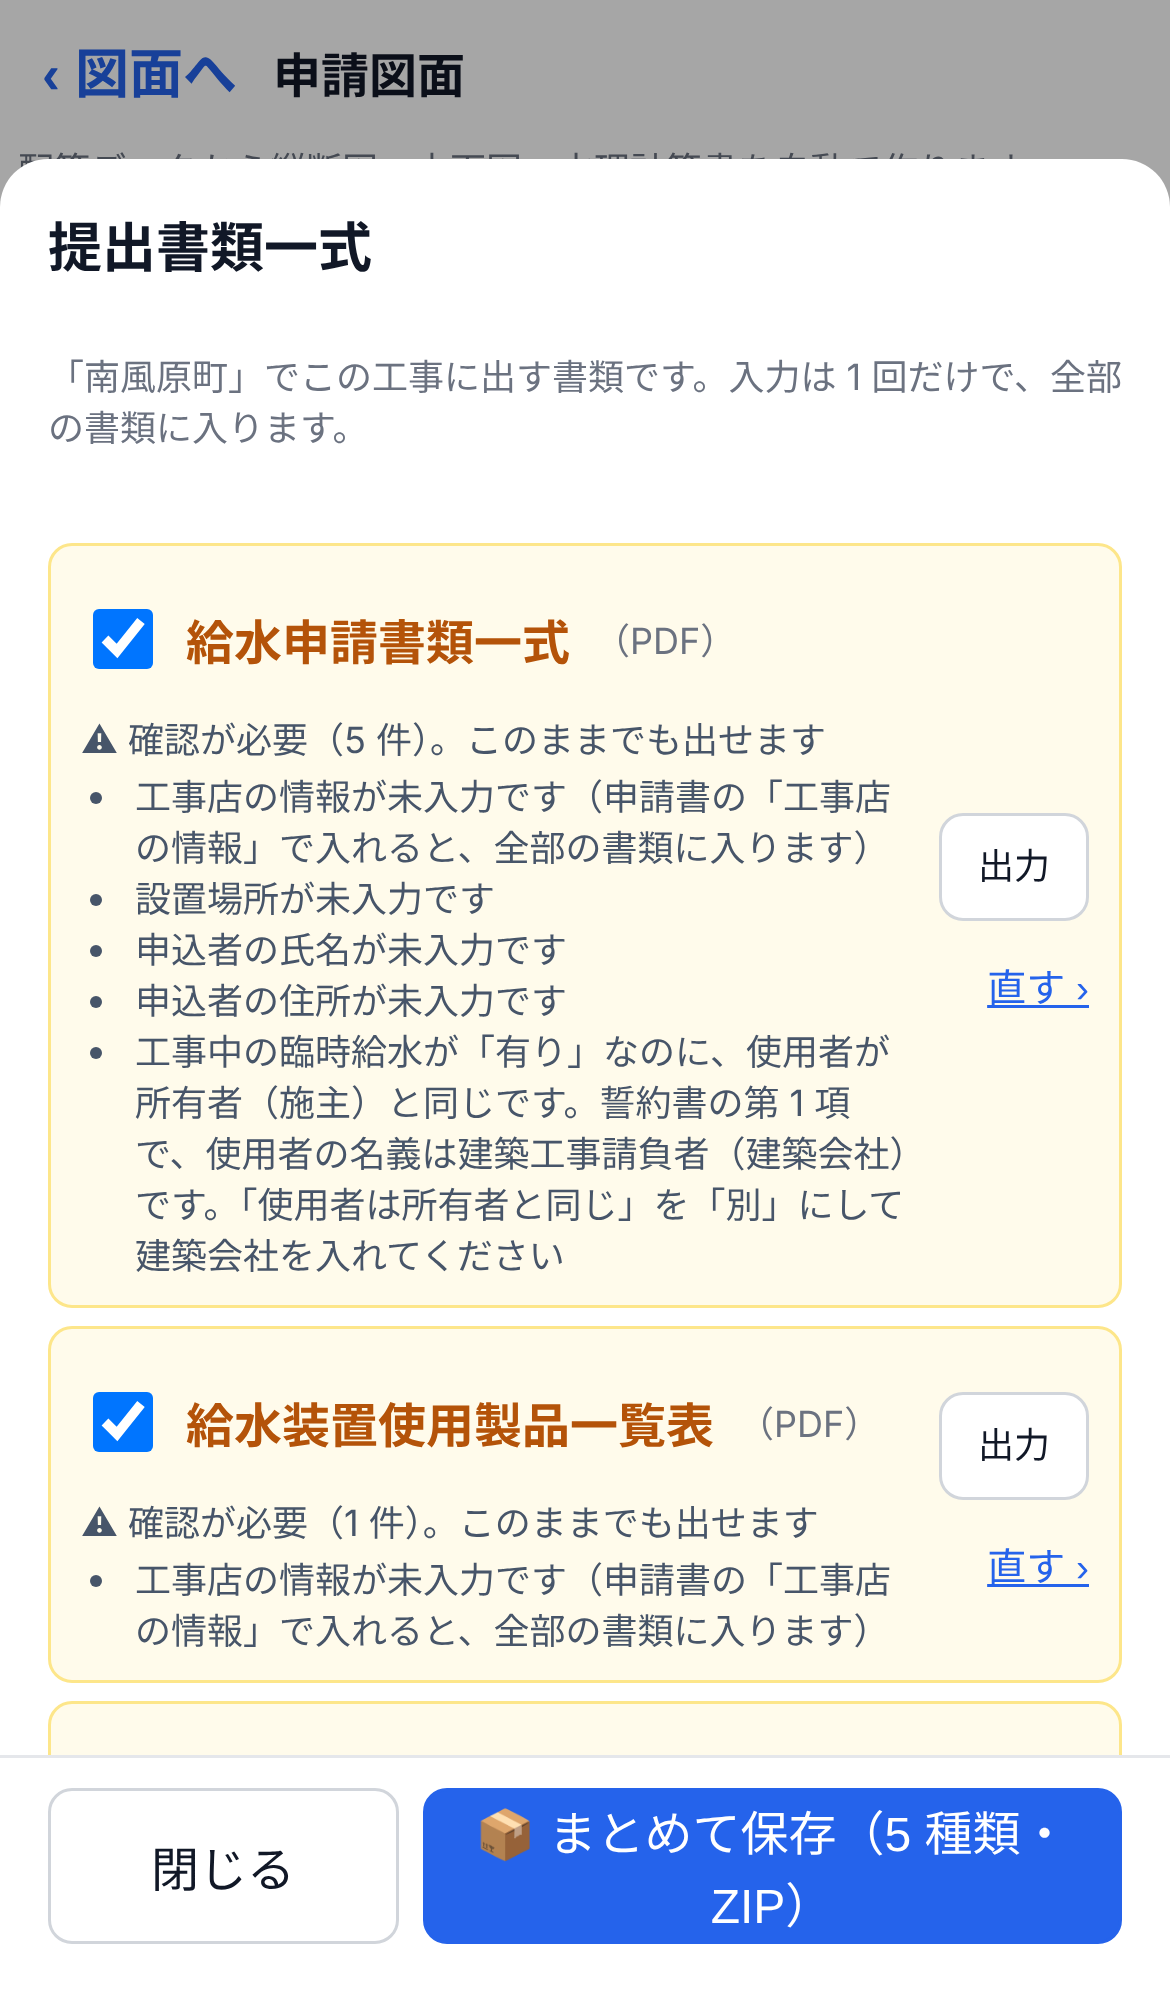 ‹ 図面へ 申請図面
提出書類一式
「南風原町」でこの工事に出す書類です。入力は 1 回だけで、全部
の書類に入ります。
給水申請書類一式 （PDF）
⚠ 確認が必要（5 件）。このままでも出せます
• 工事店の情報が未入力です（申請書の「工事店
の情報」で入れると、全部の書類に入ります）
• 設置場所が未入力です
• 申込者の氏名が未入力です
• 申込者の住所が未入力です
• 工事中の臨時給水が「有り」なのに、使用者が
所有者（施主）と同じです。誓約書の第 1 項
で、使用者の名義は建築工事請負者（建築会社）
です。「使用者は所有者と同じ」を「別」にして
建築会社を入れてください
出力
直す ›
給水装置使用製品一覧表 （PDF）
⚠ 確認が必要（1 件）。このままでも出せます
• 工事店の情報が未入力です（申請書の「工事店
の情報」で入れると、全部の書類に入ります）
出力
直す ›
閉じる
📦 まとめて保存（5 種類・
ZIP）